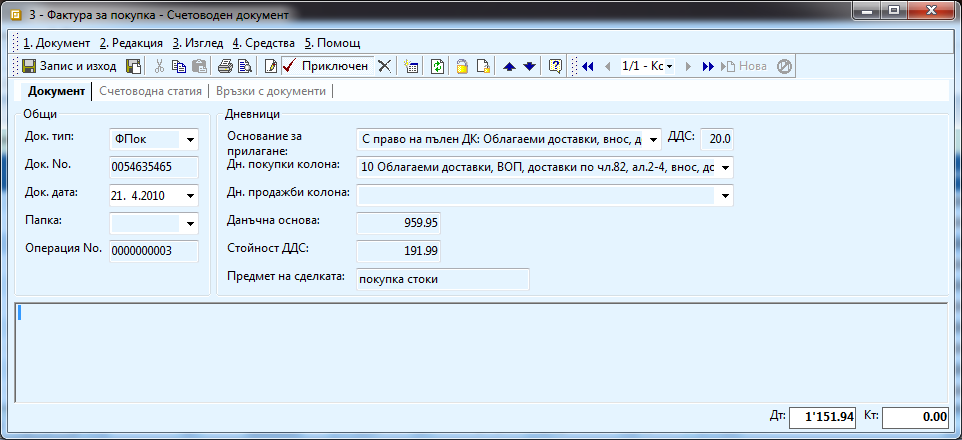 3 - Фактура за покупка - Счетоводен документ
1. Документ 2. Редакция 3. Изглед 4. Средства 5. Помощ
Запис и изход Приключен 1/1 - Кс Нова
Документ Счетоводна статия Връзки с документи
Общи
Док. тип: ФПок
Док. No. 0054635465
Док. дата: 21. 4.2010
Папка:
Операция No. 0000000003
Дневници
Основание за прилагане: С право на пълен ДК: Облагаеми доставки, внос, д ДДС: 20.0
Дн. покупки колона: 10 Облагаеми доставки, ВОП, доставки по чл.82, ал.2-4, внос, дс
Дн. продажби колона:
Данъчна основа: 959.95
Стойност ДДС: 191.99
Предмет на сделката: покупка стоки
Дт: 1'151.94 Кт: 0.00